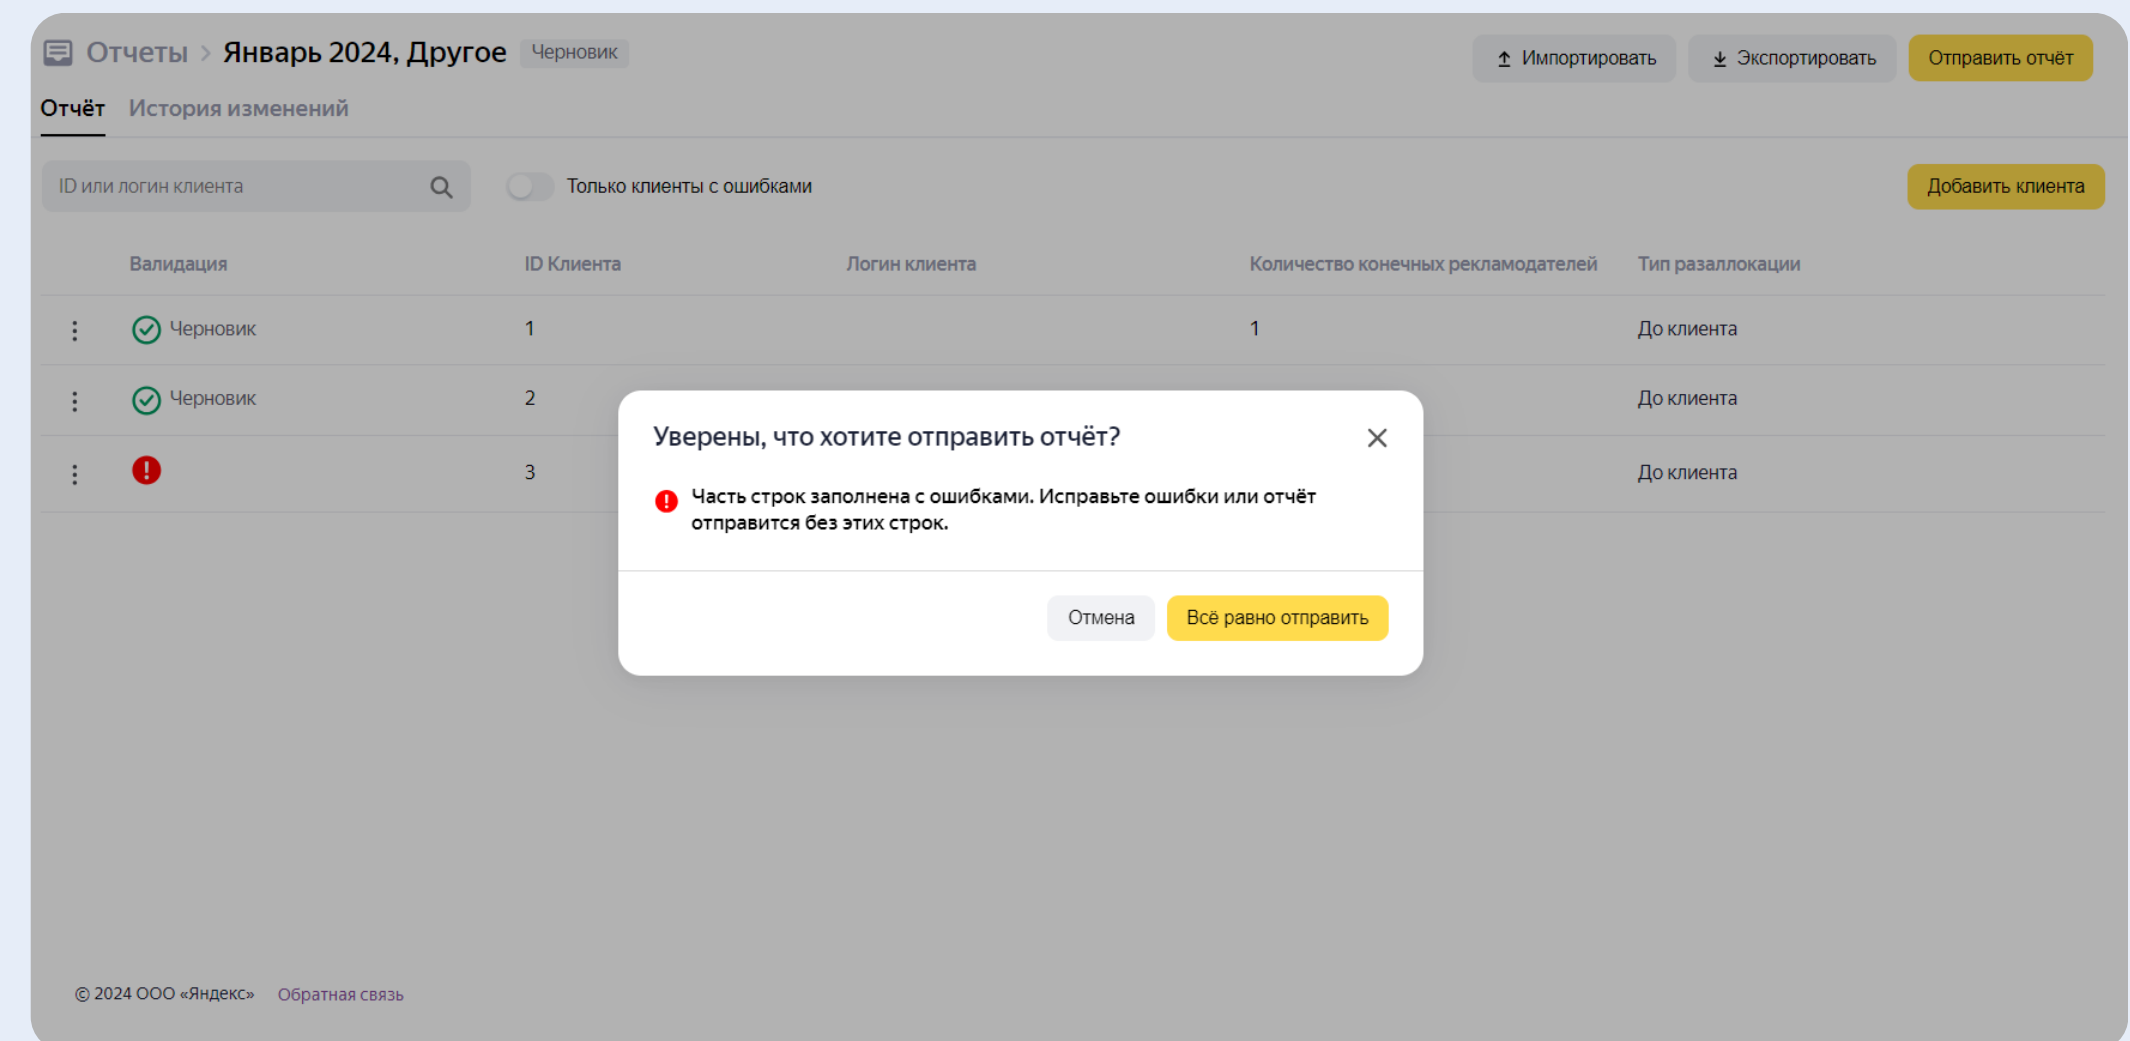 Отчеты > Январь 2024, Другое Черновик
Импортировать Экспортировать Отправить отчёт
Отчёт История изменений
ID или логин клиента Только клиенты с ошибками Добавить клиента
Валидация ID Клиента Логин клиента Количество конечных рекламодателей Тип разаллокации
Черновик 1 1 До клиента
Черновик 2 До клиента
3 До клиента
Уверены, что хотите отправить отчёт?
Часть строк заполнена с ошибками. Исправьте ошибки или отчёт
отправится без этих строк.
Отмена Всё равно отправить
© 2024 ООО «Яндекс» Обратная связь